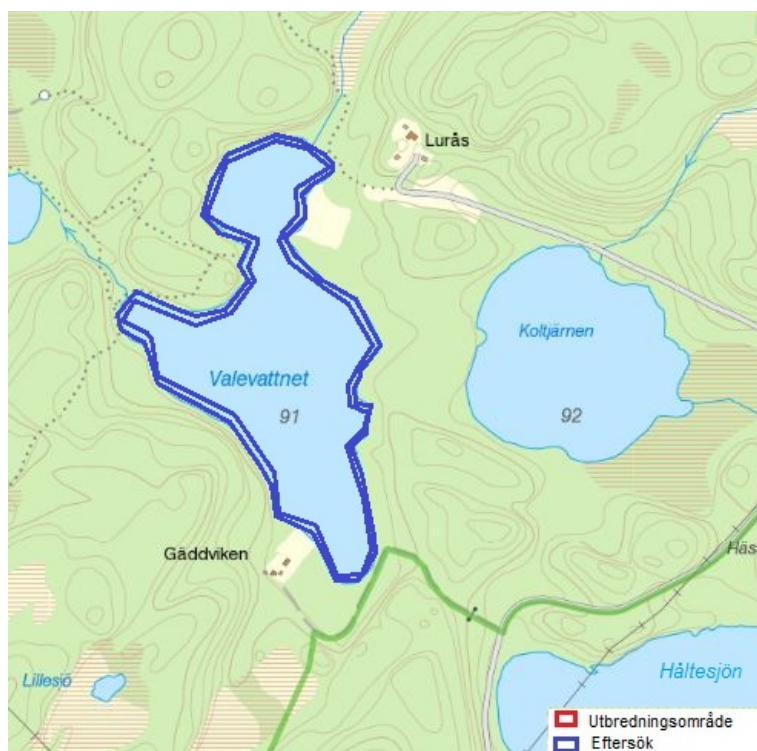 Lurås
Koltjärnen
Valevattnet
91
92
Gäddviken
Häs
Håltesjön
Lillesjö
Utbredningsområde
Eftersök